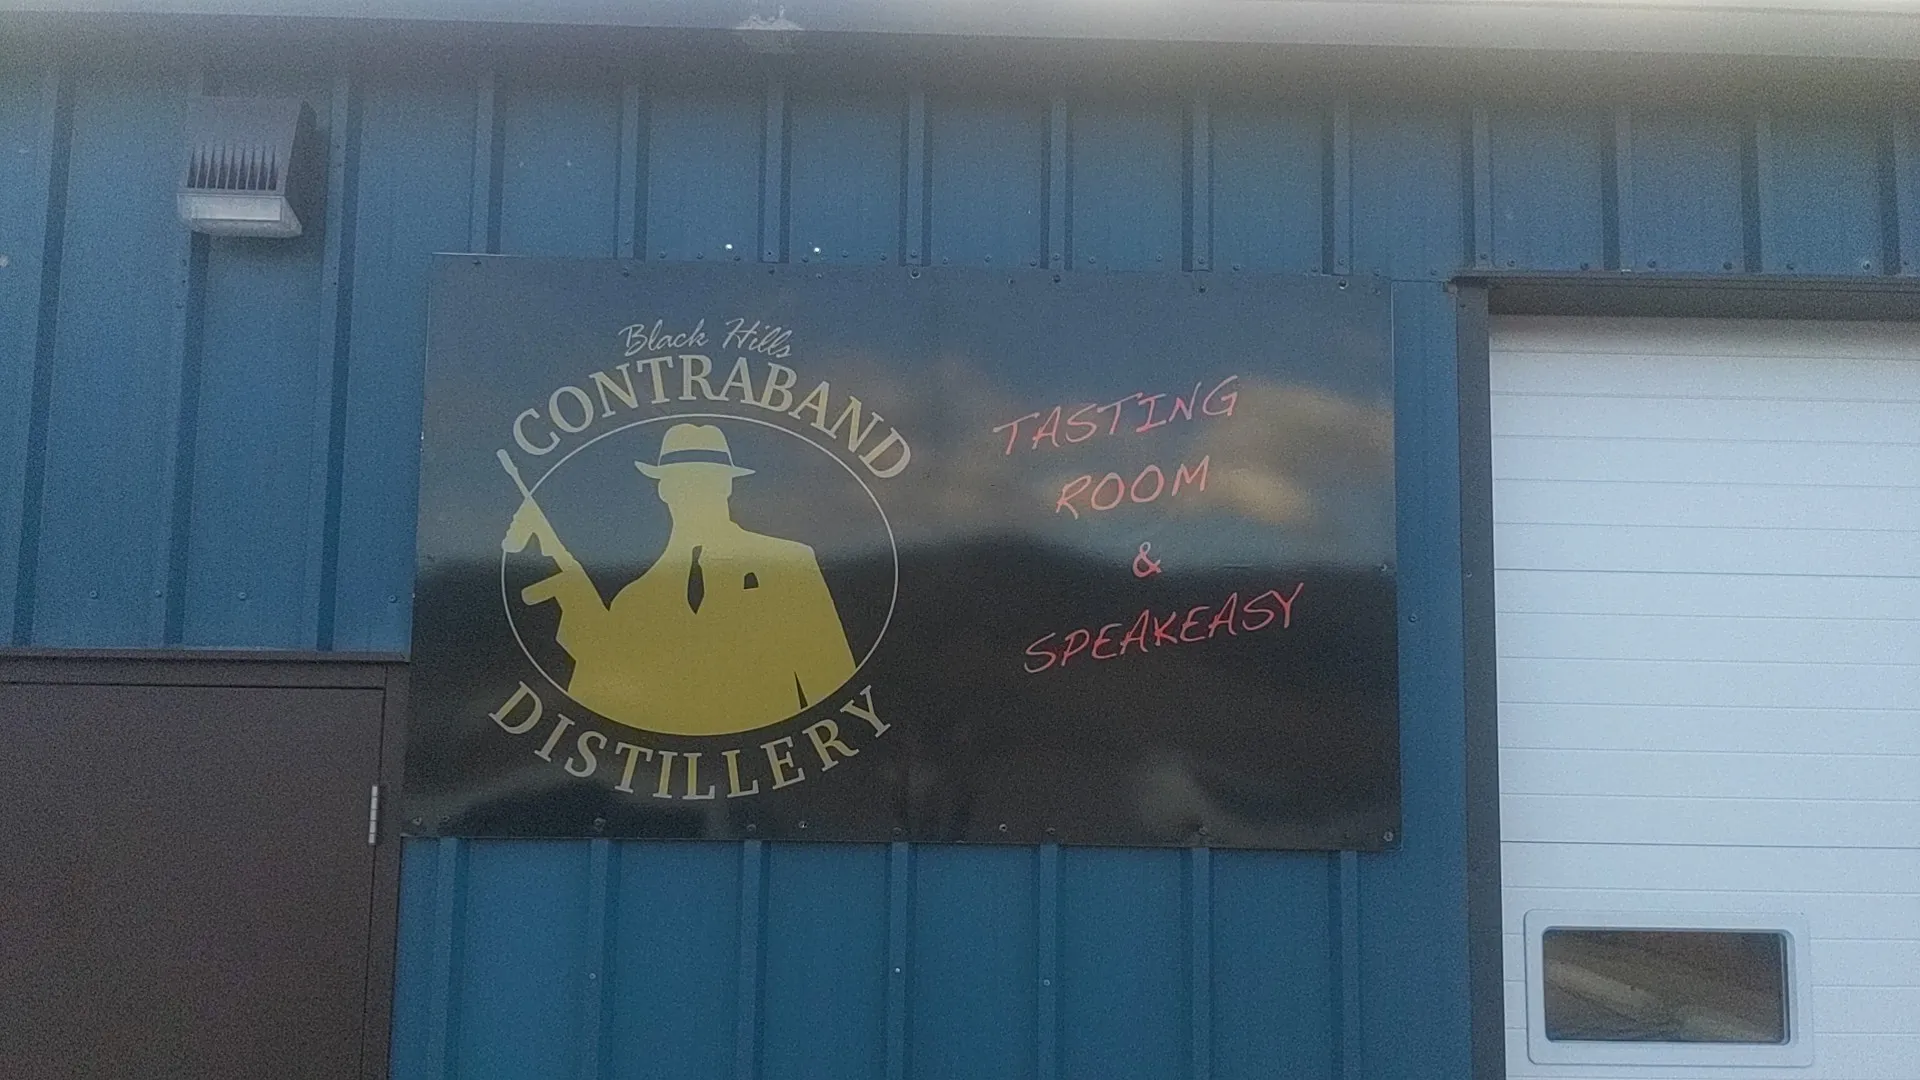 Black Hills
CONTRABAND
DISTILLERY
TASTING
ROOM
&
SPEAKEASY